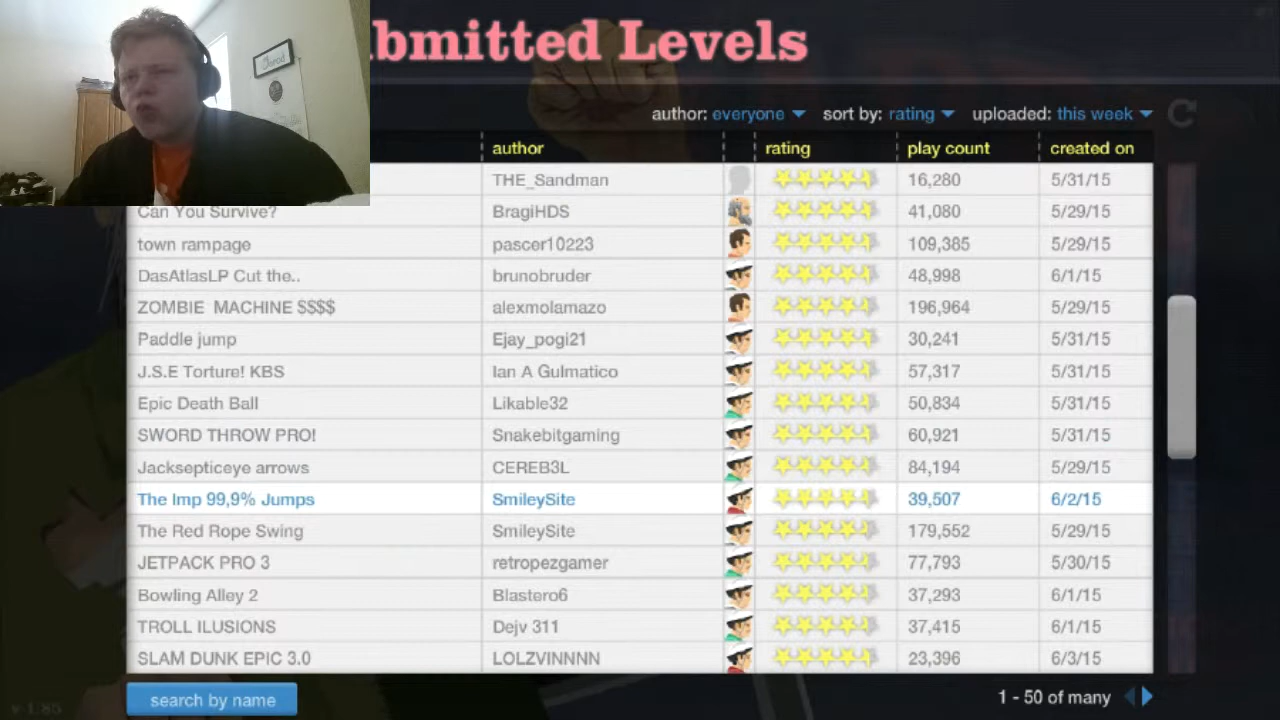 bmitted Levels
author: everyone sort by: rating uploaded: this week
author rating play count created on
THE_Sandman 16,280 5/31/15
Can You Survive? BragiHDS 41,080 5/29/15
town rampage pascer10223 109,385 5/29/15
DasAtlasLP Cut the.. brunobruder 48,998 6/1/15
ZOMBIE MACHINE $$$$ alexmolamazo 196,964 5/29/15
Paddle jump Ejay_pogi21 30,241 5/31/15
J.S.E Torture! KBS Ian A Gulmatico 57,317 5/31/15
Epic Death Ball Likable32 50,834 5/31/15
SWORD THROW PRO! Snakebitgaming 60,921 5/31/15
Jacksepticeye arrows CEREB3L 84,194 5/29/15
The Imp 99,9% Jumps SmileySite 39,507 6/2/15
The Red Rope Swing SmileySite 179,552 5/29/15
JETPACK PRO 3 retropezgamer 77,793 5/30/15
Bowling Alley 2 Blastero6 37,293 6/1/15
TROLL ILUSIONS Dejv 311 37,415 6/1/15
SLAM DUNK EPIC 3.0 LOLZVINNNN 23,396 6/3/15
search by name 1 - 50 of many
v 1.85